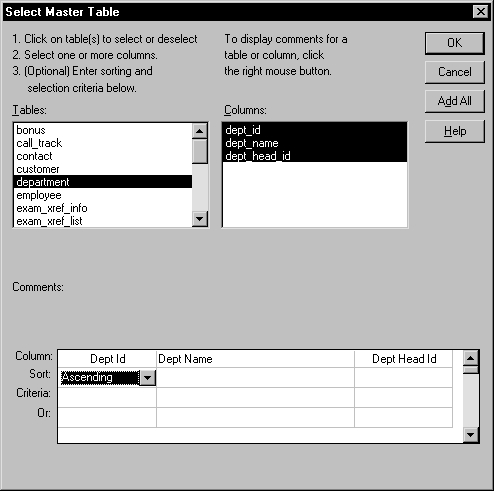 Select Master Table
1. Click on table(s) to select or deselect
2. Select one or more columns.
3. (Optional) Enter sorting and
selection criteria below.
To display comments for a
table or column, click
the right mouse button.
OK
Cancel
Add All
Help
Tables:
bonus
call_track
contact
customer
department
employee
exam_xref_info
exam_xref_list
Columns:
dept_id
dept_name
dept_head_id
Comments:
Column: Dept Id Dept Name Dept Head Id
Sort: Ascending
Criteria:
Or: